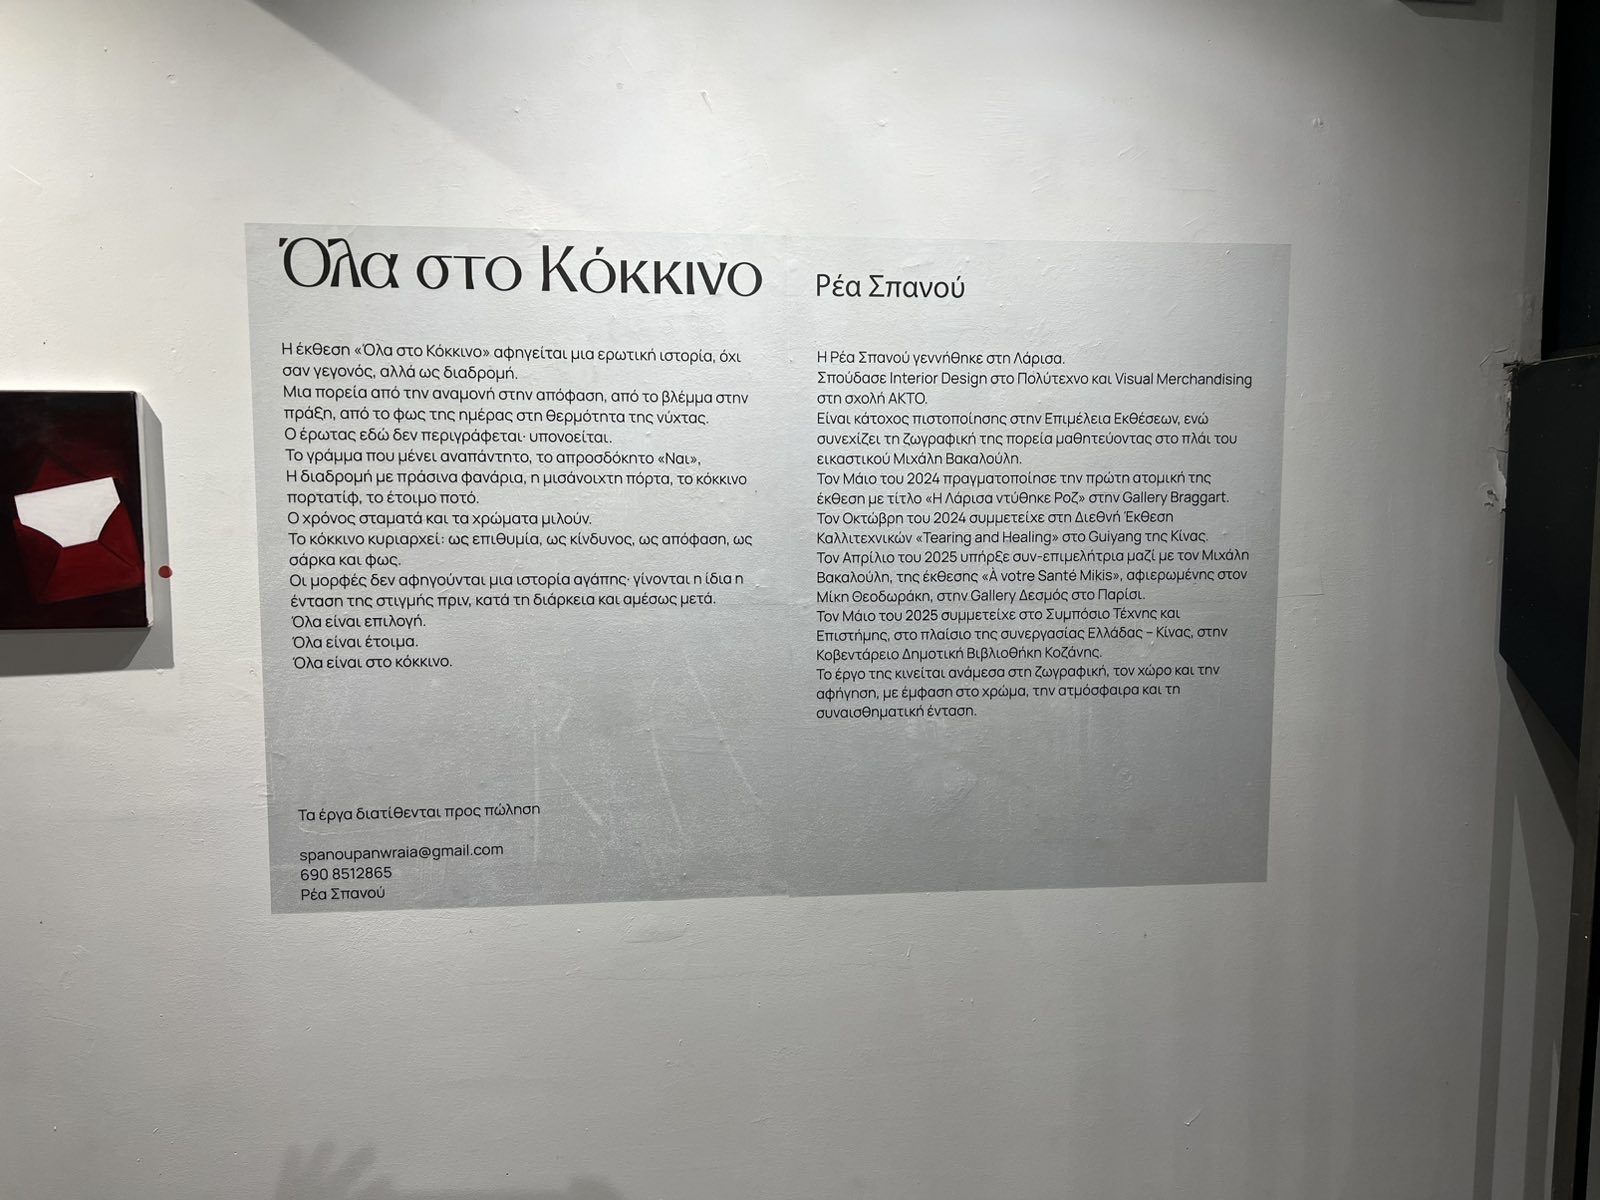 Όλα στο Κόκκινο
Η έκθεση «Όλα στο Κόκκινο» αφηγείται μια ερωτική ιστορία, όχι
σαν γεγονός, αλλά ως διαδρομή.
Μια πορεία από την αναμονή στην απόφαση, από το βλέμμα στην
πράξη, από το φως της ημέρας στη θερμότητα της νύχτας.
Ο έρωτας εδώ δεν περιγράφεται· υπονοείται.
Το γράμμα που μένει αναπάντητο, το απροσδόκητο «Ναι»,
Η διαδρομή με πράσινα φανάρια, η μισάνοιχτη πόρτα, το κόκκινο
πορτατίφ, το έτοιμο ποτό.
Ο χρόνος σταματά και τα χρώματα μιλούν.
Το κόκκινο κυριαρχεί: ως επιθυμία, ως κίνδυνος, ως απόφαση, ως
σάρκα και φως.
Οι μορφές δεν αφηγούνται μια ιστορία αγάπης· γίνονται η ίδια η
ένταση της στιγμής πριν, κατά τη διάρκεια και αμέσως μετά.
Όλα είναι επιλογή.
Όλα είναι έτοιμα.
Όλα είναι στο κόκκινο.
Τα έργα διατίθενται προς πώληση
spanoupanwraia@gmail.com
690 8512865
Ρέα Σπανού
Ρέα Σπανού
Η Ρέα Σπανού γεννήθηκε στη Λάρισα.
Σπούδασε Interior Design στο Πολύτεχνο και Visual Merchandising
στη σχολή ΑΚΤΟ.
Είναι κάτοχος πιστοποίησης στην Επιμέλεια Εκθέσεων, ενώ
συνεχίζει τη ζωγραφική της πορεία μαθητεύοντας στο πλάι του
εικαστικού Μιχάλη Βακαλούλη.
Τον Μάιο του 2024 πραγματοποίησε την πρώτη ατομική της
έκθεση με τίτλο «Η Λάρισα ντύθηκε Ροζ» στην Gallery Braggart.
Τον Οκτώβρη του 2024 συμμετείχε στη Διεθνή Έκθεση
Καλλιτεχνικών «Tearing and Healing» στο Guiyang της Κίνας.
Τον Απρίλιο του 2025 υπήρξε συν-επιμελήτρια μαζί με τον Μιχάλη
Βακαλούλη, της έκθεσης «À votre Santé Mikis», αφιερωμένης στον
Μίκη Θεοδωράκη, στην Gallery Δεσμός στο Παρίσι.
Τον Μάιο του 2025 συμμετείχε στο Συμπόσιο Τέχνης και
Επιστήμης, στο πλαίσιο της συνεργασίας Ελλάδας – Κίνας, στην
Κοβεντάρειο Δημοτική Βιβλιοθήκη Κοζάνης.
Το έργο της κινείται ανάμεσα στη ζωγραφική, τον χώρο και την
αφήγηση, με έμφαση στο χρώμα, την ατμόσφαιρα και τη
συναισθηματική ένταση.